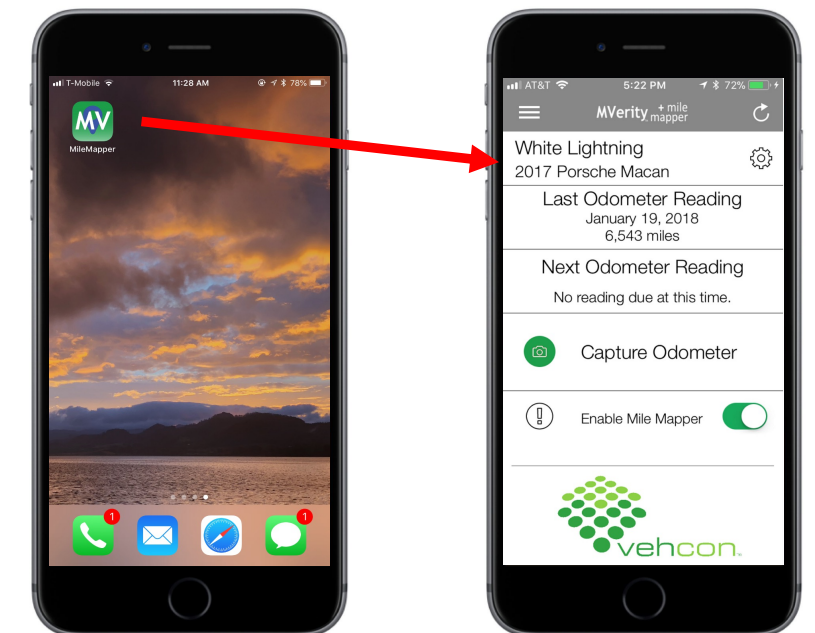 T-Mobile 11:28 AM 78%
MV
MileMapper
1
1
AT&T 5:22 PM 72%
MVerity + mile mapper
White Lightning
2017 Porsche Macan
Last Odometer Reading
January 19, 2018
6,543 miles
Next Odometer Reading
No reading due at this time.
Capture Odometer
Enable Mile Mapper
vehcon